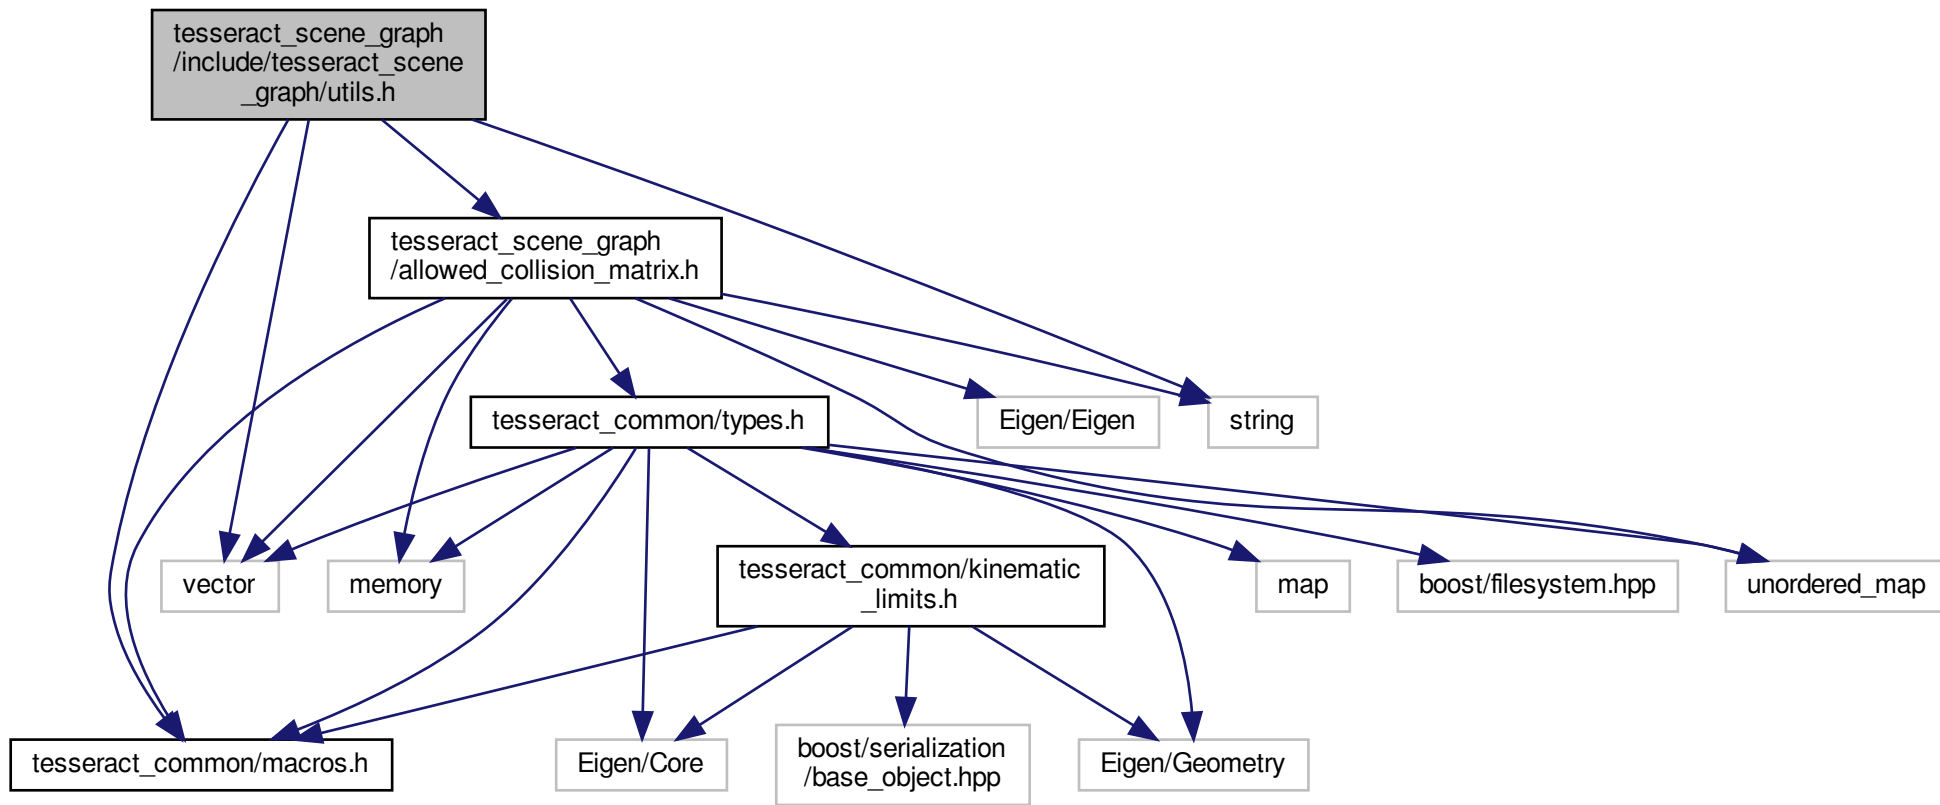 tesseract_scene_graph
/include/tesseract_scene
_graph/utils.h
tesseract_scene_graph
/allowed_collision_matrix.h
tesseract_common/types.h
Eigen/Eigen
string
vector
memory
tesseract_common/kinematic
_limits.h
map
boost/filesystem.hpp
unordered_map
tesseract_common/macros.h
Eigen/Core
boost/serialization
/base_object.hpp
Eigen/Geometry